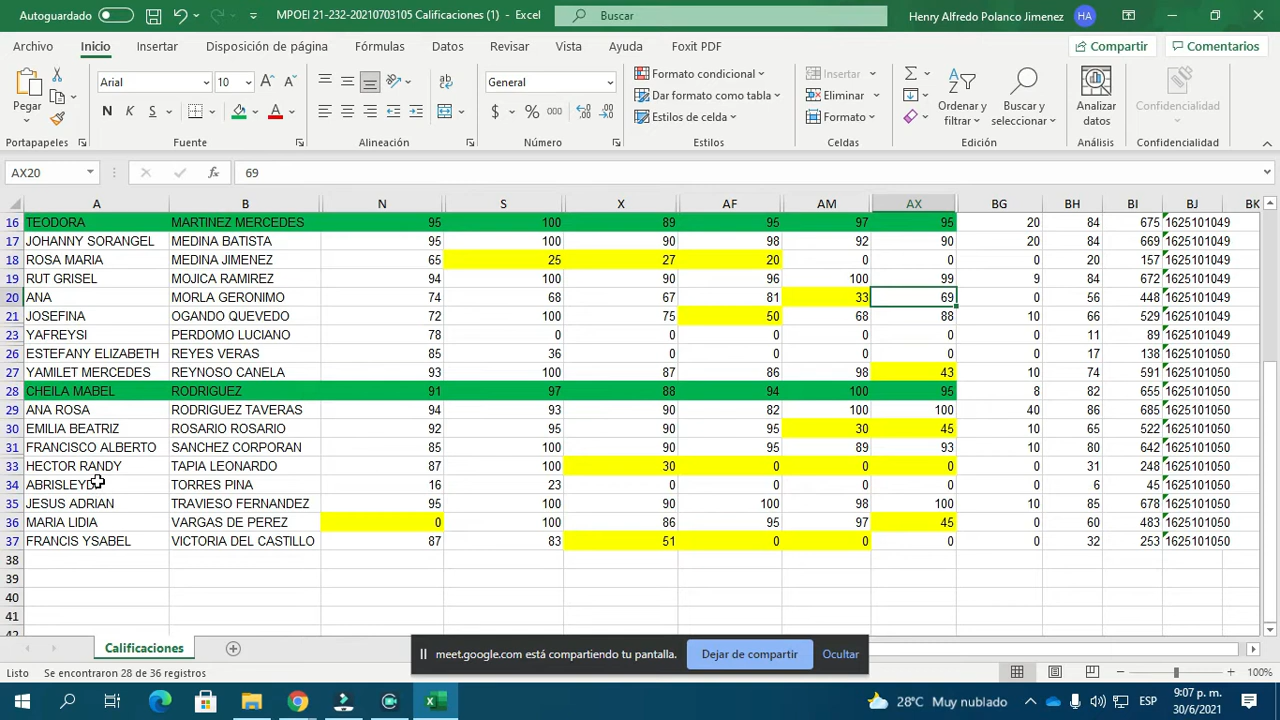 Autoguardado
MPOEI 21-232-20210703105 Calificaciones (1) - Excel
Buscar
Henry Alfredo Polanco Jimenez HA
Archivo Inicio Insertar Disposición de página Fórmulas Datos Revisar Vista Ayuda Foxit PDF
Compartir Comentarios
Pegar
Arial 10
N K S
General
$ % 000
Formato condicional
Dar formato como tabla
Estilos de celda
Insertar
Eliminar
Formato
Ordenar y filtrar
Buscar y seleccionar
Analizar datos
Confidencialidad
Portapapeles Fuente Alineación Número Estilos Celdas Edición Análisis Confidencialidad
AX20 fx 69
A B N S X AF AM AX BG BH BI BJ BK
16 TEODORA MARTINEZ MERCEDES 95 100 89 95 97 95 20 84 675 1625101049
17 JOHANNY SORANGEL MEDINA BATISTA 95 100 90 98 92 90 20 84 669 1625101049
18 ROSA MARIA MEDINA JIMENEZ 65 25 27 20 0 0 0 20 157 1625101049
19 RUT GRISEL MOJICA RAMIREZ 94 100 90 96 100 99 9 84 672 1625101049
20 ANA MORLA GERONIMO 74 68 67 81 33 69 0 56 448 1625101049
21 JOSEFINA OGANDO QUEVEDO 72 100 75 50 68 88 10 66 529 1625101049
23 YAFREYSI PERDOMO LUCIANO 78 0 0 0 0 0 0 11 89 1625101049
26 ESTEFANY ELIZABETH REYES VERAS 85 36 0 0 0 0 0 17 138 1625101050
27 YAMILET MERCEDES REYNOSO CANELA 93 100 87 86 98 43 10 74 591 1625101050
28 CHEILA MABEL RODRIGUEZ 91 97 88 94 100 95 8 82 655 1625101050
29 ANA ROSA RODRIGUEZ TAVERAS 94 93 90 82 100 100 40 86 685 1625101050
30 EMILIA BEATRIZ ROSARIO ROSARIO 92 95 90 95 30 45 10 65 522 1625101050
31 FRANCISCO ALBERTO SANCHEZ CORPORAN 85 100 90 95 89 93 10 80 642 1625101050
33 HECTOR RANDY TAPIA LEONARDO 87 100 30 0 0 0 0 31 248 1625101050
34 TORRES PINA 16 23 0 0 0 0 0 6 45 1625101050
35 JESUS ADRIAN TRAVIESO FERNANDEZ 95 100 90 100 98 100 10 85 678 1625101050
36 MARIA LIDIA VARGAS DE PEREZ 0 100 86 95 97 45 0 60 483 1625101050
37 FRANCIS YSABEL VICTORIA DEL CASTILLO 87 83 51 0 0 0 0 32 253 1625101050
38
39
40
41
42
Calificaciones
meet.google.com está compartiendo tu pantalla. Dejar de compartir Ocultar
Listo Se encontraron 28 de 36 registros 100%
28°C Muy nublado ESP 9:07 p. m.
30/6/2021